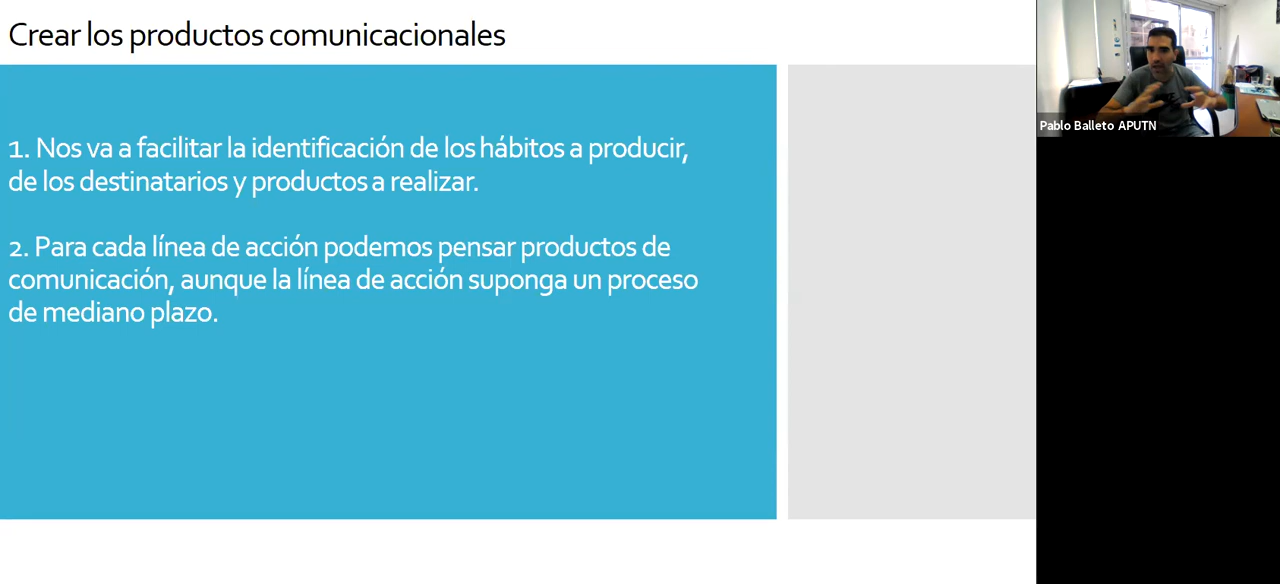 Crear los productos comunicacionales
1. Nos va a facilitar la identificación de los hábitos a producir,
de los destinatarios y productos a realizar.
2. Para cada línea de acción podemos pensar productos de
comunicación, aunque la línea de acción suponga un proceso
de mediano plazo.
Pablo Balleto APUTN